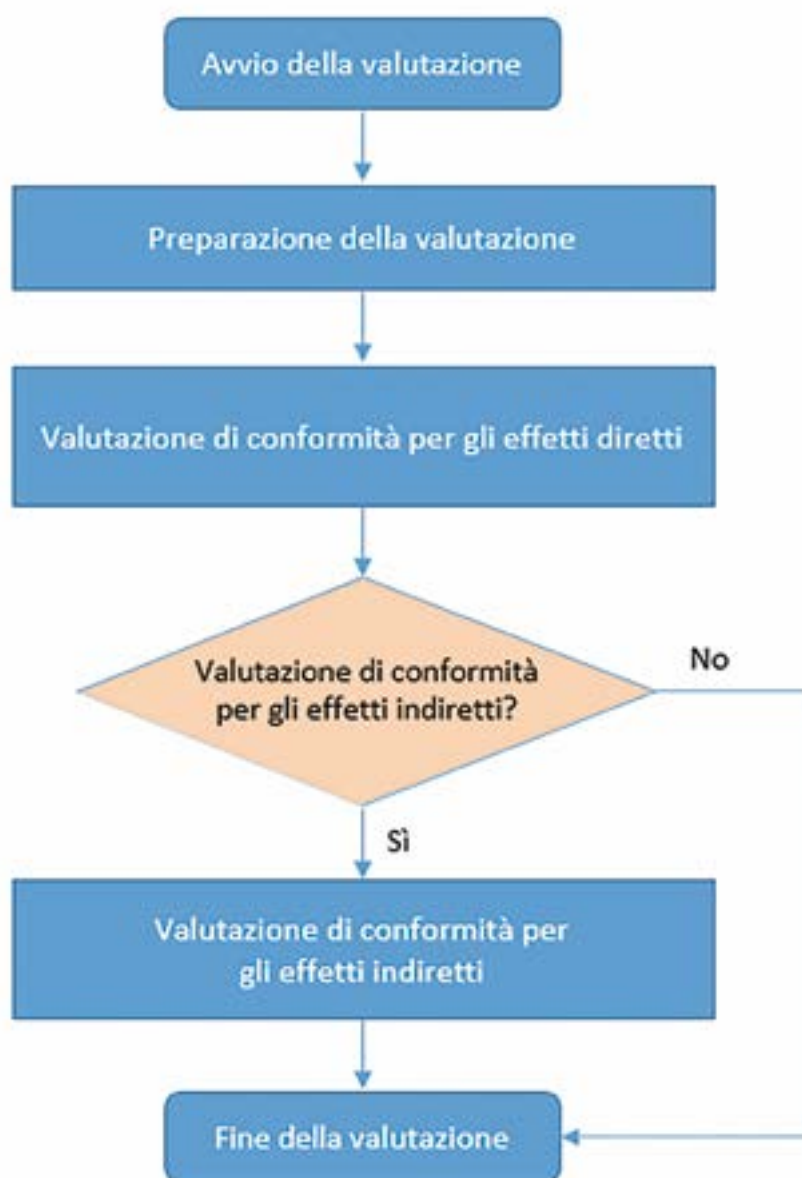 Avvio della valutazione
Preparazione della valutazione
Valutazione di conformità per gli effetti diretti
Valutazione di conformità
per gli effetti indiretti?
No
Sì
Valutazione di conformità per
gli effetti indiretti
Fine della valutazione